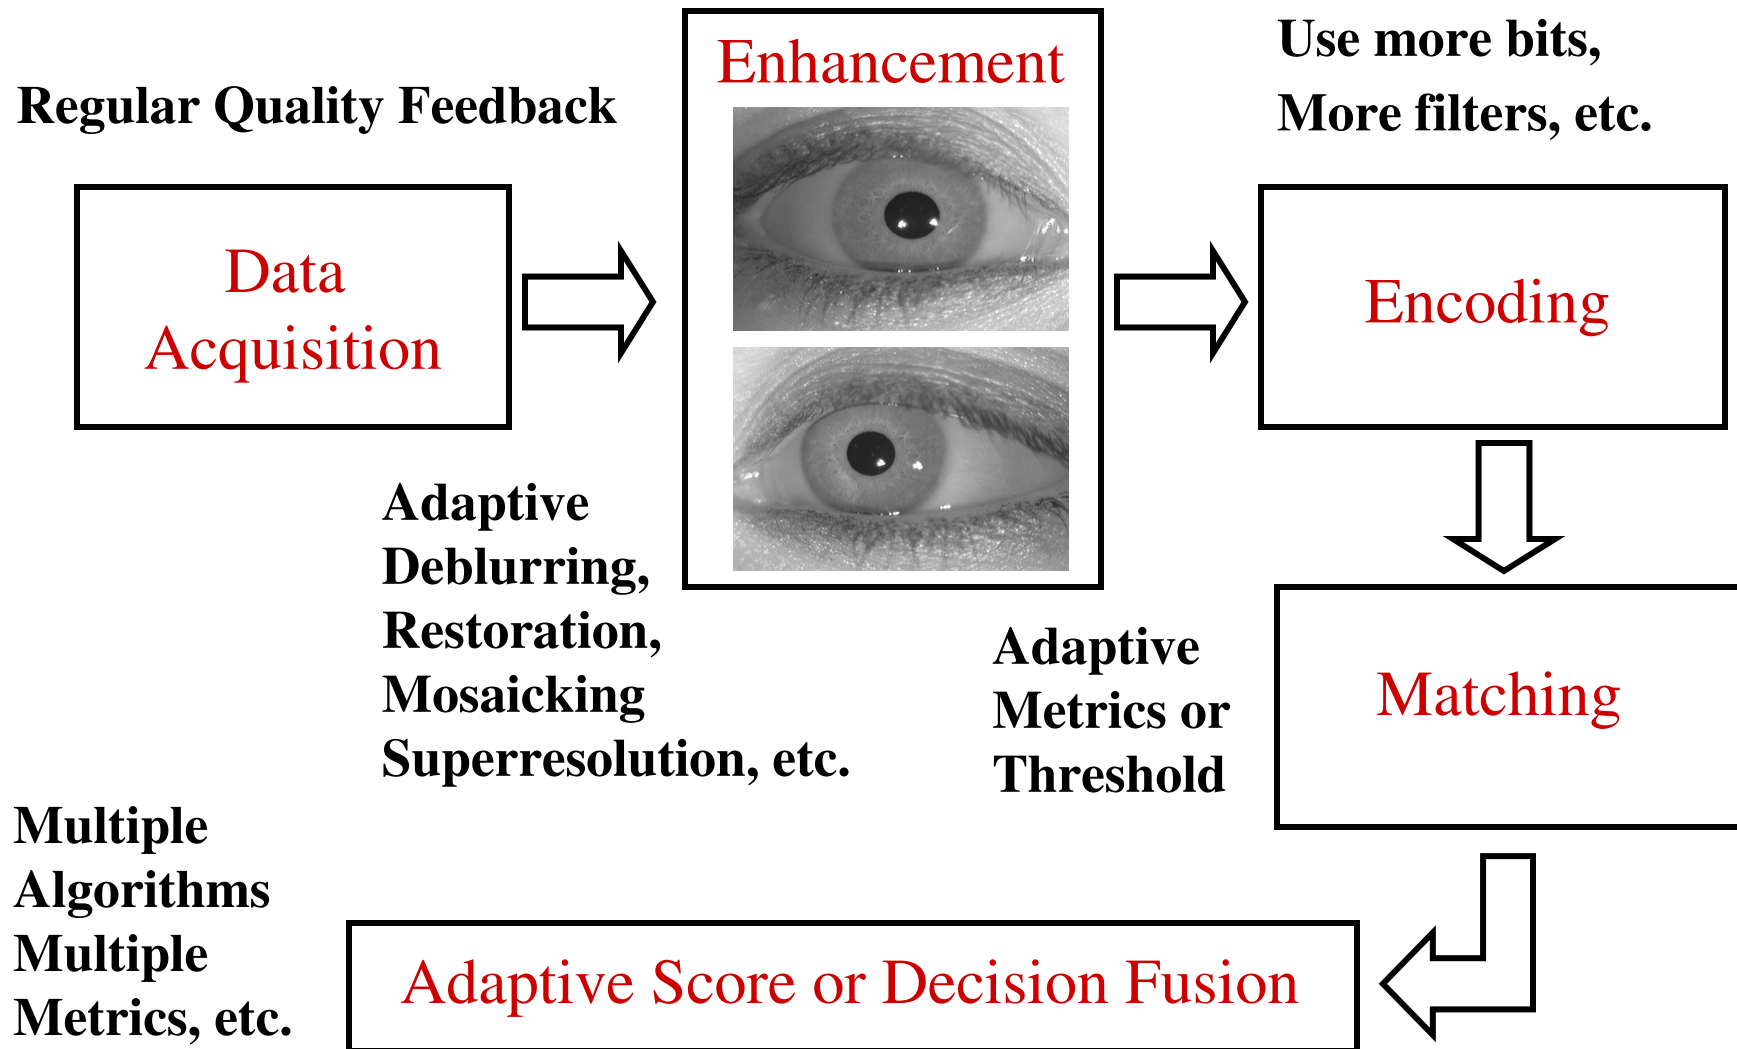 Regular Quality Feedback
Data
Acquisition
Enhancement
Use more bits,
More filters, etc.
Encoding
Adaptive
Deblurring,
Restoration,
Mosaicking
Superresolution, etc.
Adaptive
Metrics or
Threshold
Matching
Multiple
Algorithms
Multiple
Metrics, etc.
Adaptive Score or Decision Fusion